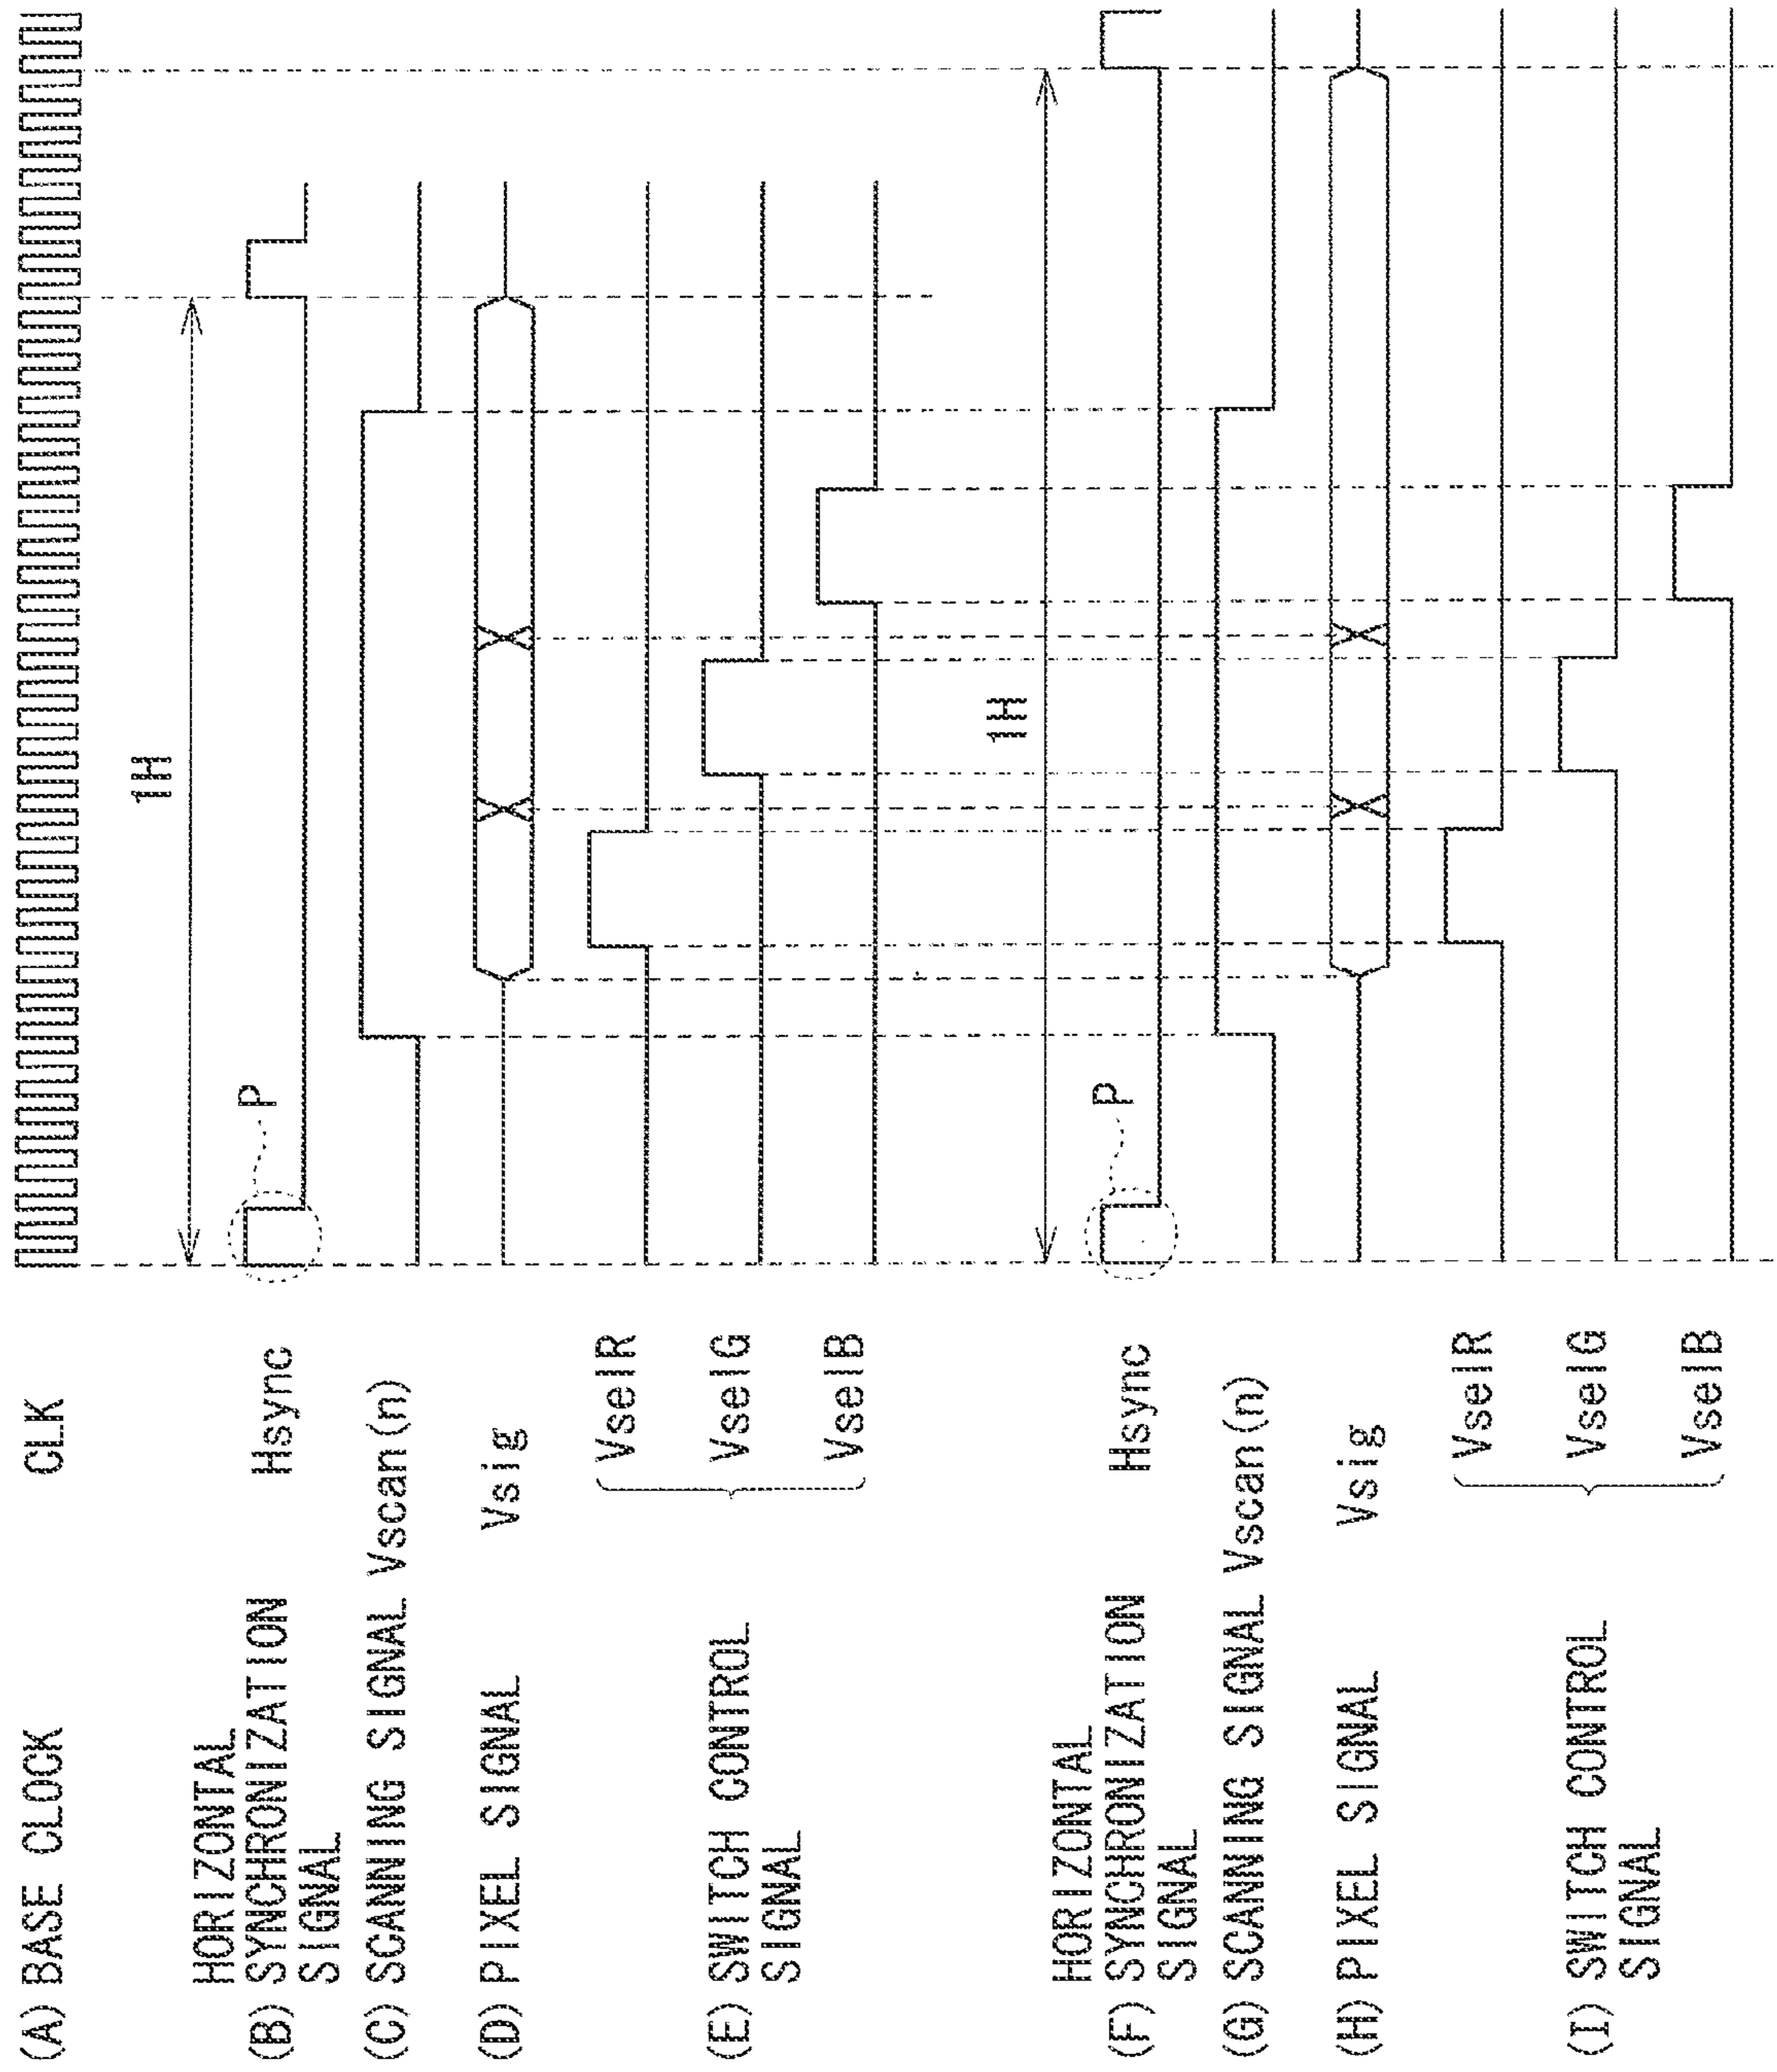 (A) BASE CLOCK CLK
1H
HORIZONTAL
(B) SYNCHRONIZATION Hsync
SIGNAL
P
(C) SCANNING SIGNAL Vscan(n)
(D) PIXEL SIGNAL Vsig
VselR
(E) SWITCH CONTROL VselG
SIGNAL
VselB
1H
HORIZONTAL
(F) SYNCHRONIZATION Hsync
SIGNAL
P
(G) SCANNING SIGNAL Vscan(n)
(H) PIXEL SIGNAL Vsig
VselR
(I) SWITCH CONTROL VselG
SIGNAL
VselB